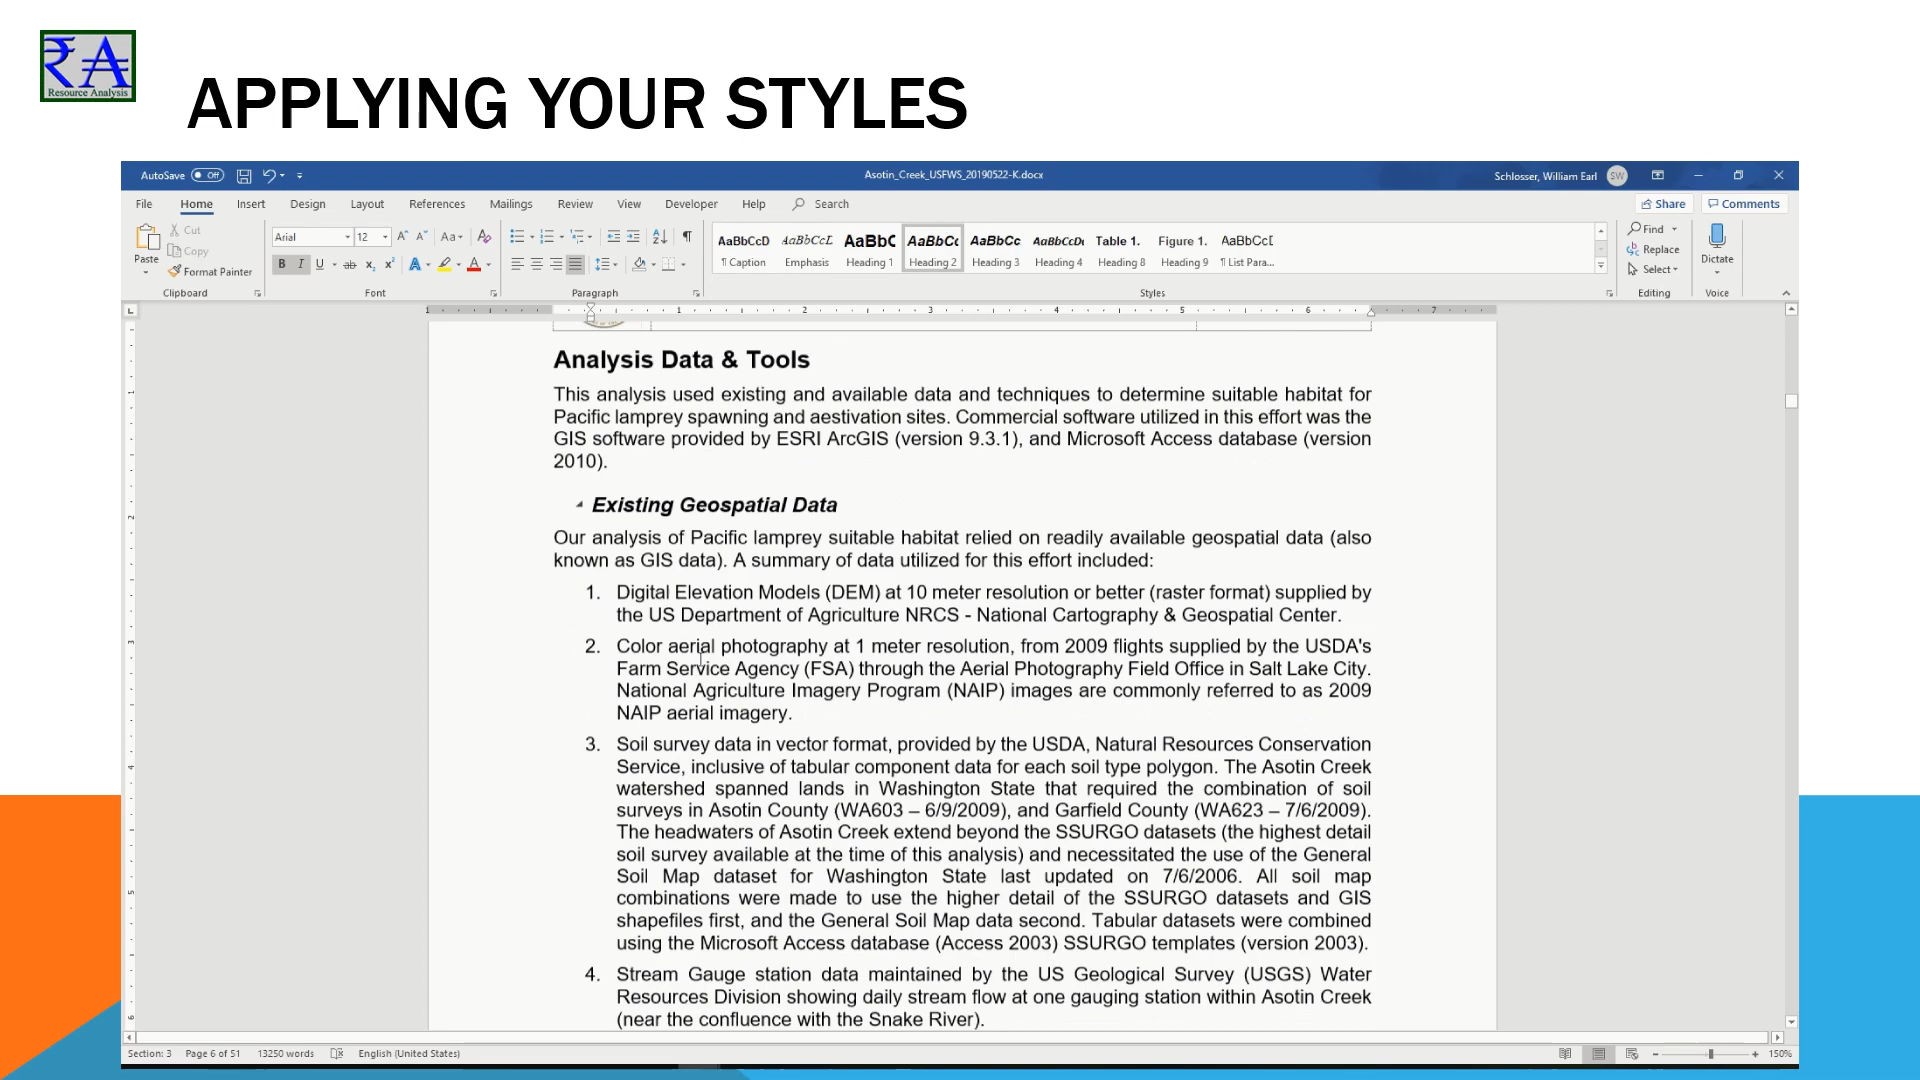 ₹A
Resource Analysis
APPLYING YOUR STYLES
AutoSave Off
Asotin_Creek_USFWS_20190522-K.docx
Schlosser, William Earl SW
File Home Insert Design Layout References Mailings Review View Developer Help Search
Share Comments
Paste
Cut
Copy
Format Painter
Clipboard
Arial 12
Font
Paragraph
AaBbCcD AaBbCcL AaBbC AaBbCc AaBbCc AaBbCcDc Table 1. Figure 1. AaBbCcI
¶ Caption Emphasis Heading 1 Heading 2 Heading 3 Heading 4 Heading 8 Heading 9 ¶ List Para...
Styles
Find
Replace
Select
Editing
Dictate
Voice
1 1 2 3 4 5 6 7
Analysis Data & Tools
This analysis used existing and available data and techniques to determine suitable habitat for
Pacific lamprey spawning and aestivation sites. Commercial software utilized in this effort was the
GIS software provided by ESRI ArcGIS (version 9.3.1), and Microsoft Access database (version
2010).
Existing Geospatial Data
Our analysis of Pacific lamprey suitable habitat relied on readily available geospatial data (also
known as GIS data). A summary of data utilized for this effort included:
1. Digital Elevation Models (DEM) at 10 meter resolution or better (raster format) supplied by
the US Department of Agriculture NRCS - National Cartography & Geospatial Center.
2. Color aerial photography at 1 meter resolution, from 2009 flights supplied by the USDA's
Farm Service Agency (FSA) through the Aerial Photography Field Office in Salt Lake City.
National Agriculture Imagery Program (NAIP) images are commonly referred to as 2009
NAIP aerial imagery.
3. Soil survey data in vector format, provided by the USDA, Natural Resources Conservation
Service, inclusive of tabular component data for each soil type polygon. The Asotin Creek
watershed spanned lands in Washington State that required the combination of soil
surveys in Asotin County (WA603 – 6/9/2009), and Garfield County (WA623 – 7/6/2009).
The headwaters of Asotin Creek extend beyond the SSURGO datasets (the highest detail
soil survey available at the time of this analysis) and necessitated the use of the General
Soil Map dataset for Washington State last updated on 7/6/2006. All soil map
combinations were made to use the higher detail of the SSURGO datasets and GIS
shapefiles first, and the General Soil Map data second. Tabular datasets were combined
using the Microsoft Access database (Access 2003) SSURGO templates (version 2003).
4. Stream Gauge station data maintained by the US Geological Survey (USGS) Water
Resources Division showing daily stream flow at one gauging station within Asotin Creek
(near the confluence with the Snake River).
Section: 3 Page 6 of 51 13250 words English (United States) 150%